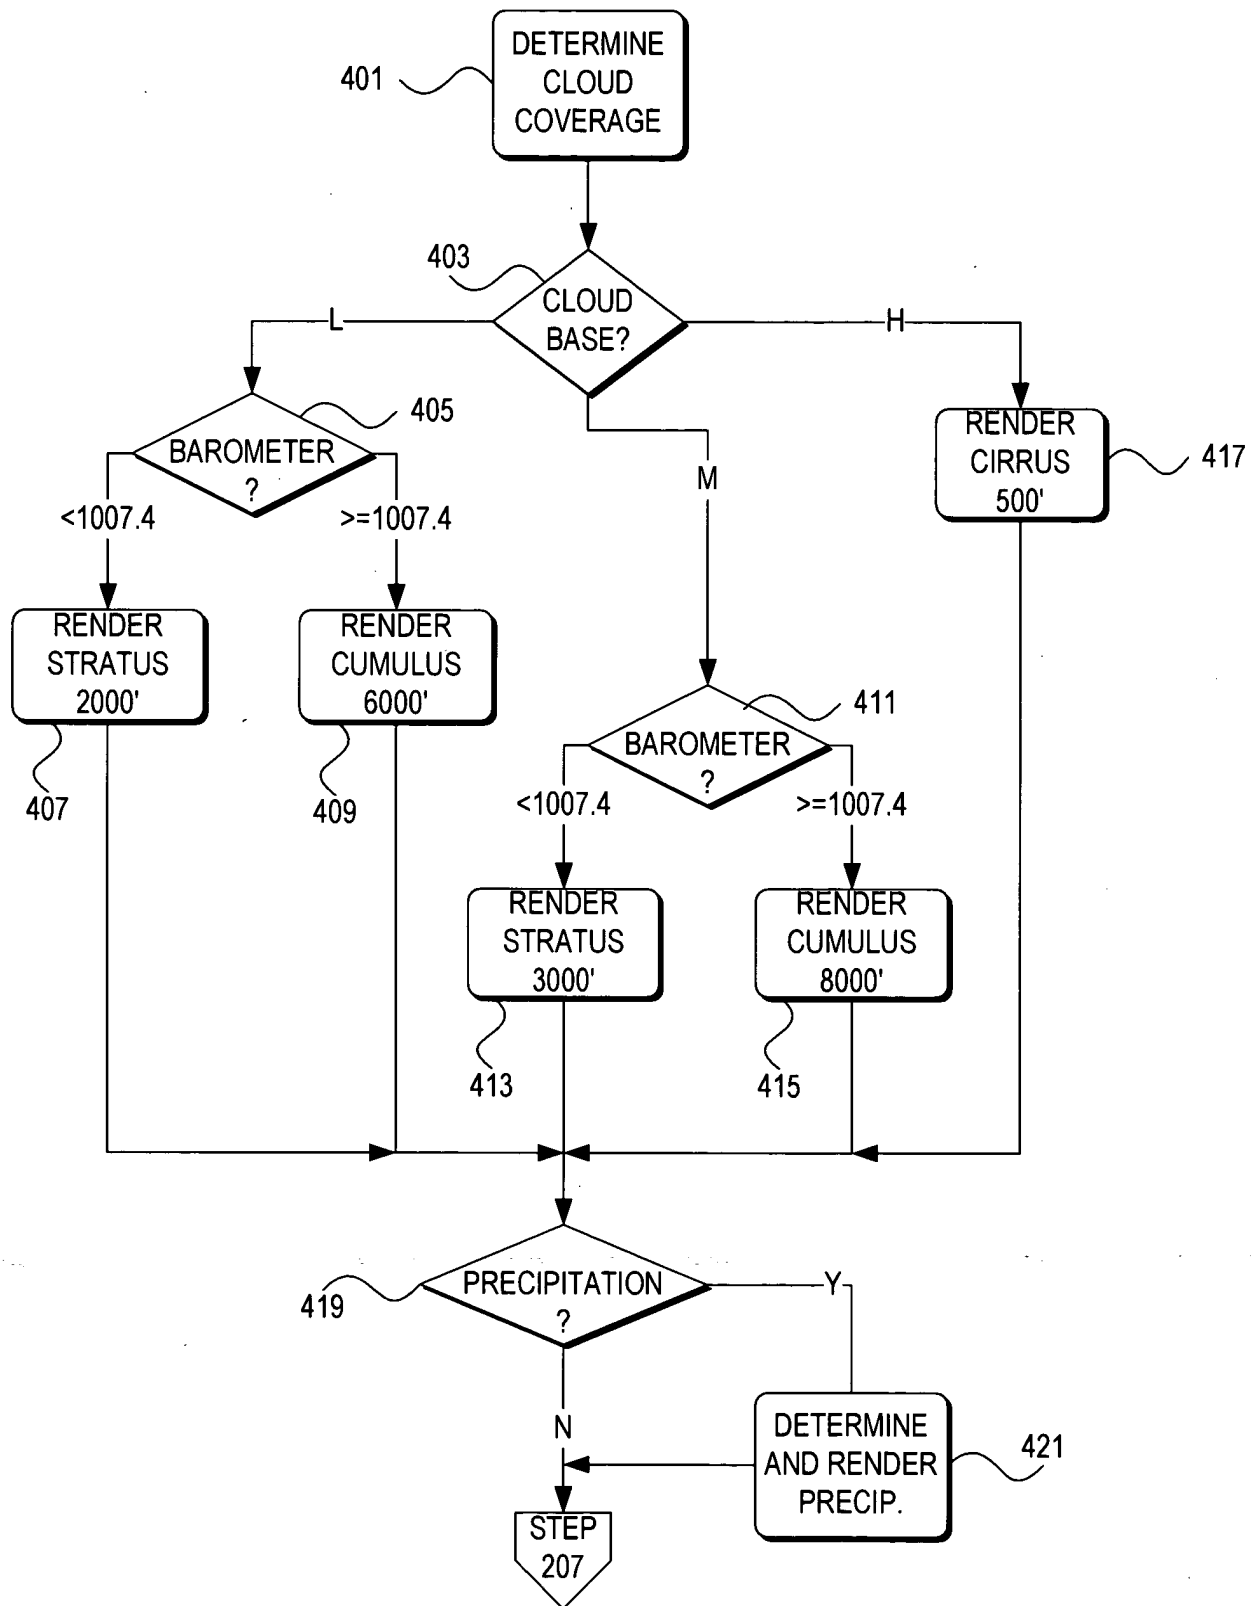 DETERMINE
CLOUD
COVERAGE
401
403
CLOUD
BASE?
L
H
M
405
BAROMETER
?
<1007.4
>=1007.4
RENDER
CIRRUS
500'
417
RENDER
STRATUS
2000'
407
RENDER
CUMULUS
6000'
409
411
BAROMETER
?
<1007.4
>=1007.4
RENDER
STRATUS
3000'
413
RENDER
CUMULUS
8000'
415
419
PRECIPITATION
?
Y
N
DETERMINE
AND RENDER
PRECIP.
421
STEP
207